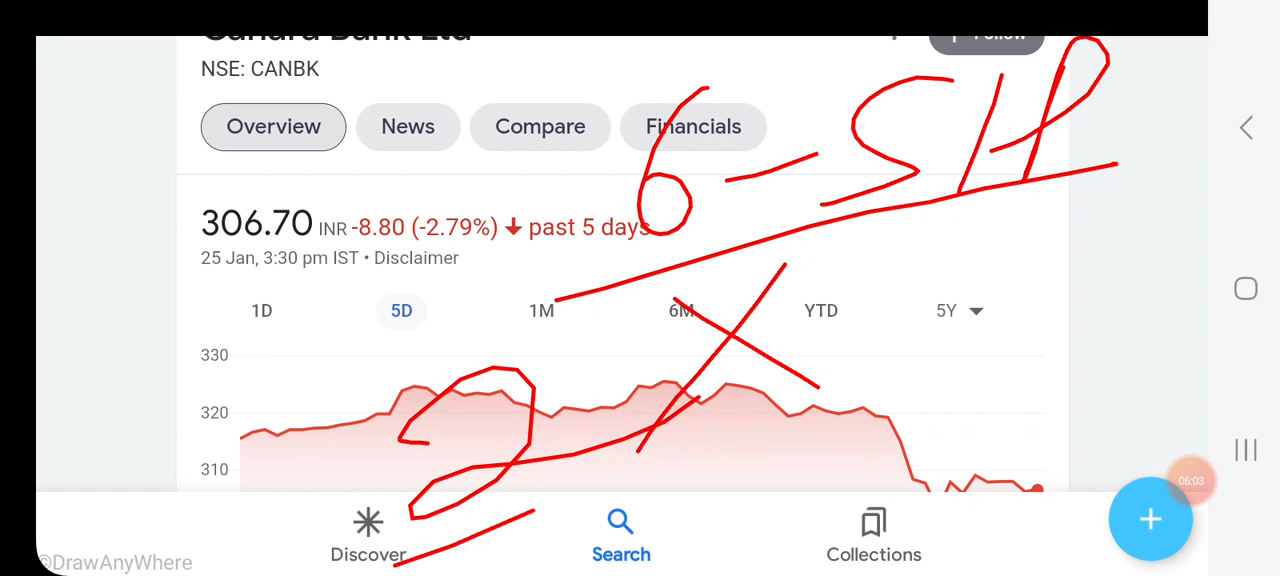 Canara Bank Ltd
+ Follow
NSE: CANBK
Overview News Compare Financials
6 - SIP
306.70 INR -8.80 (-2.79%) ↓ past 5 days
25 Jan, 3:30 pm IST • Disclaimer
1D 5D 1M 6M YTD 5Y
2 X
330
320
310
06:03
Discover Search Collections
©DrawAnyWhere